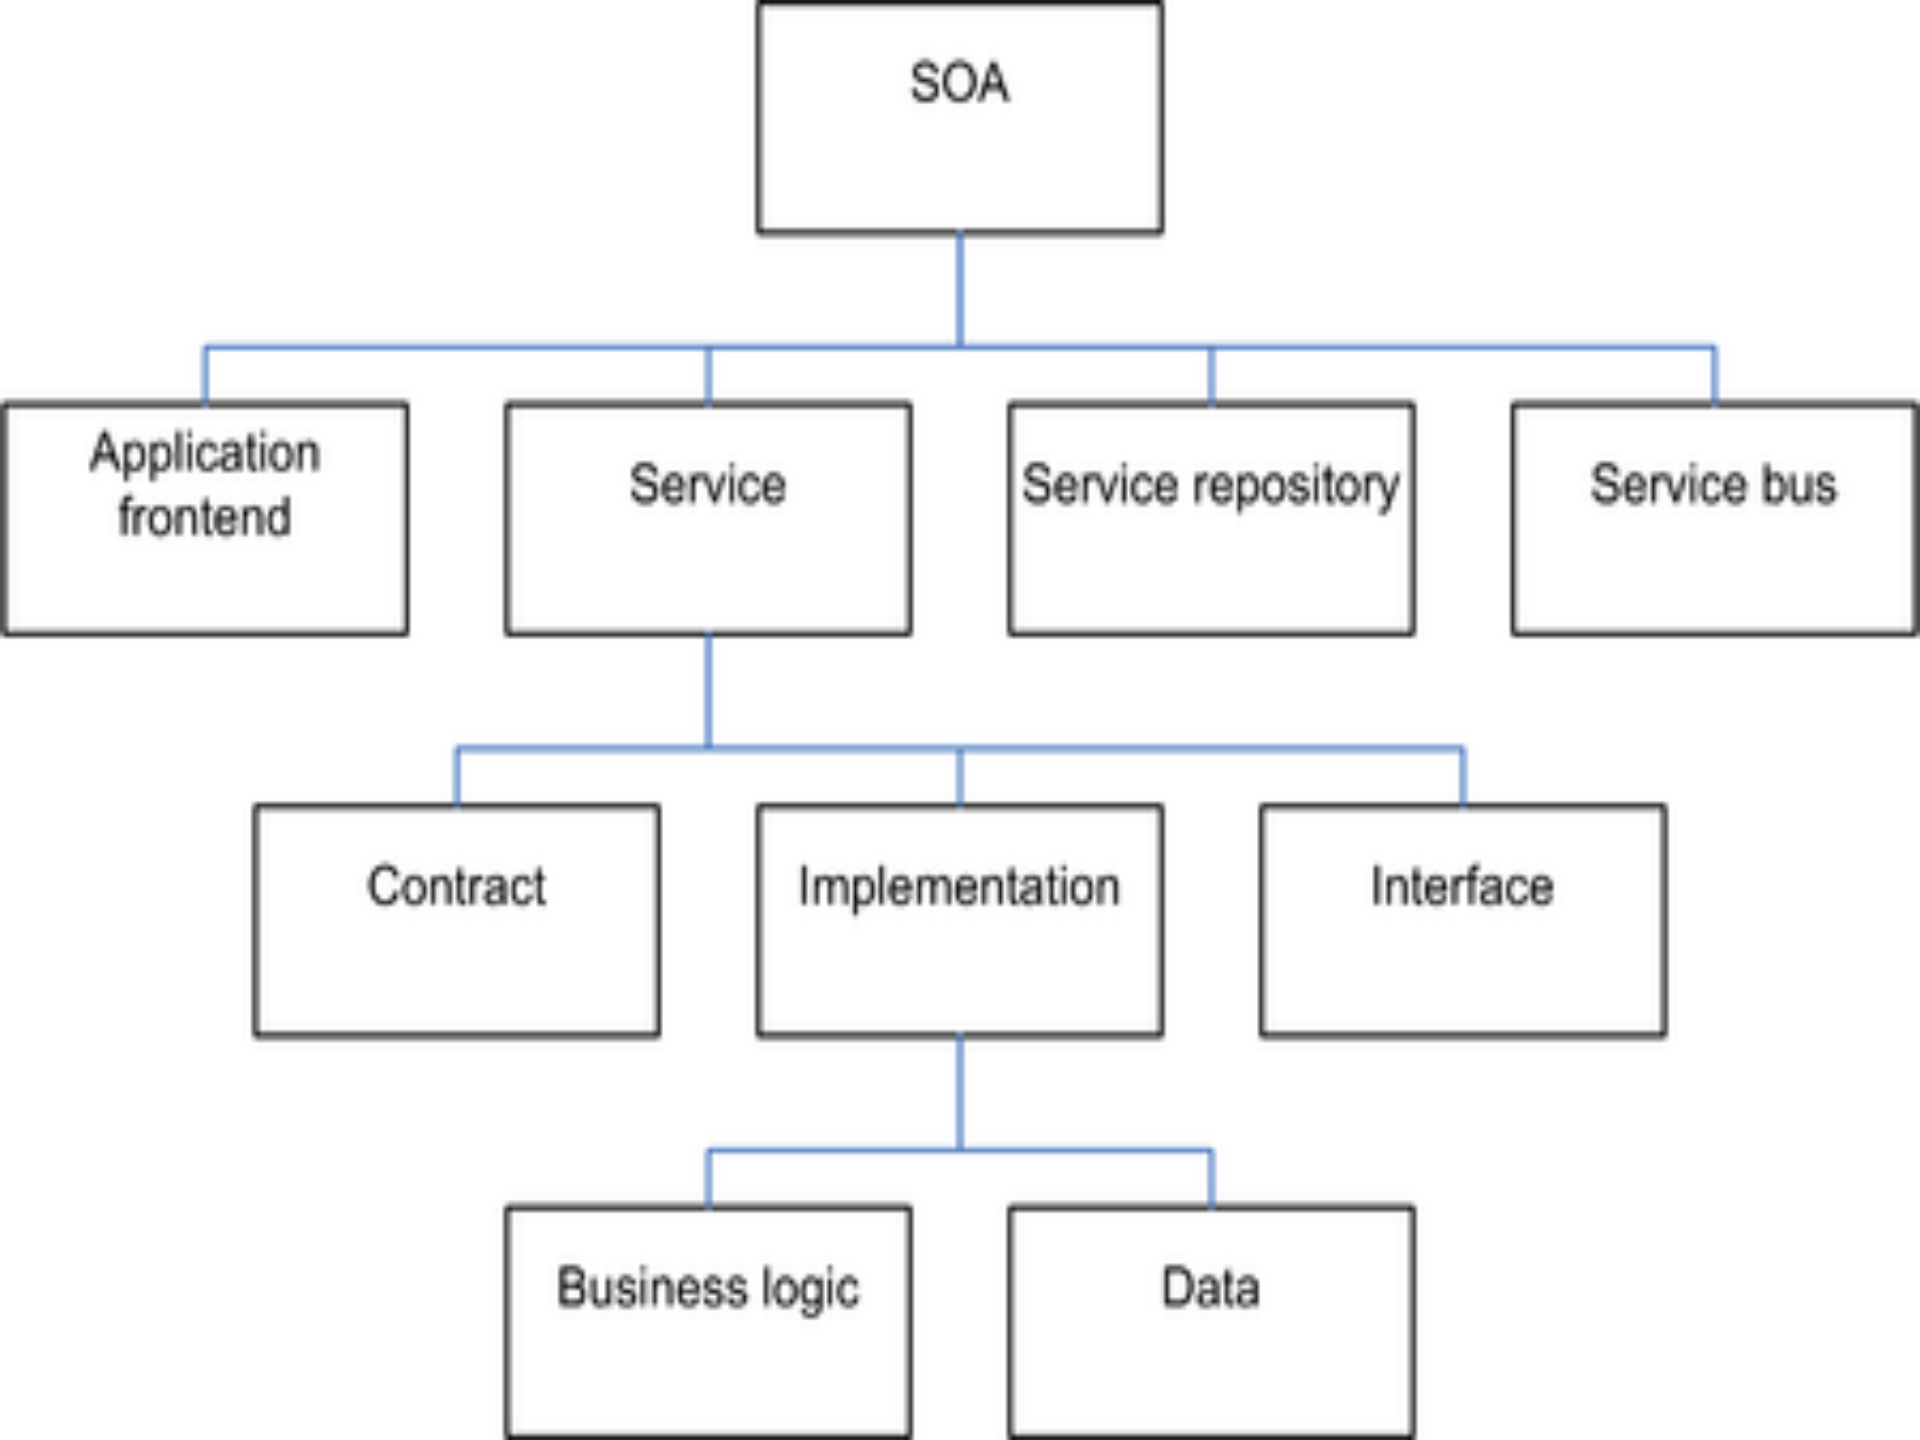 SOA
Application
frontend
Service
Service repository
Service bus
Contract
Implementation
Interface
Business logic
Data